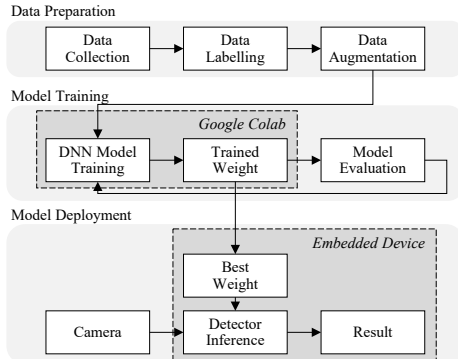 Data Preparation
Data
Collection
Data
Labelling
Data
Augmentation
Model Training
Google Colab
DNN Model
Training
Trained
Weight
Model
Evaluation
Model Deployment
Embedded Device
Best
Weight
Camera
Detector
Inference
Result